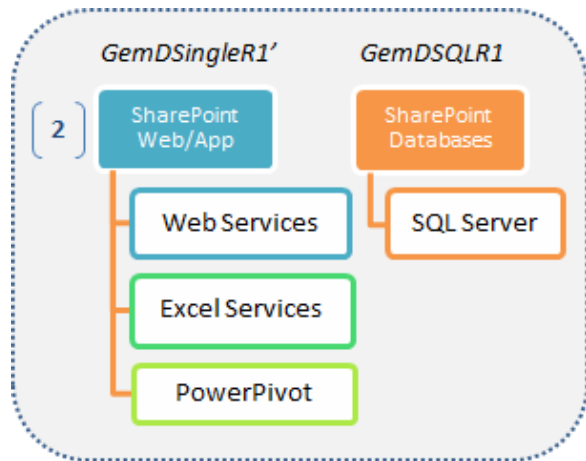 GemDSingleR1’ GemDSQLR1
2
SharePoint
Web/App
SharePoint
Databases
Web Services
SQL Server
Excel Services
PowerPivot